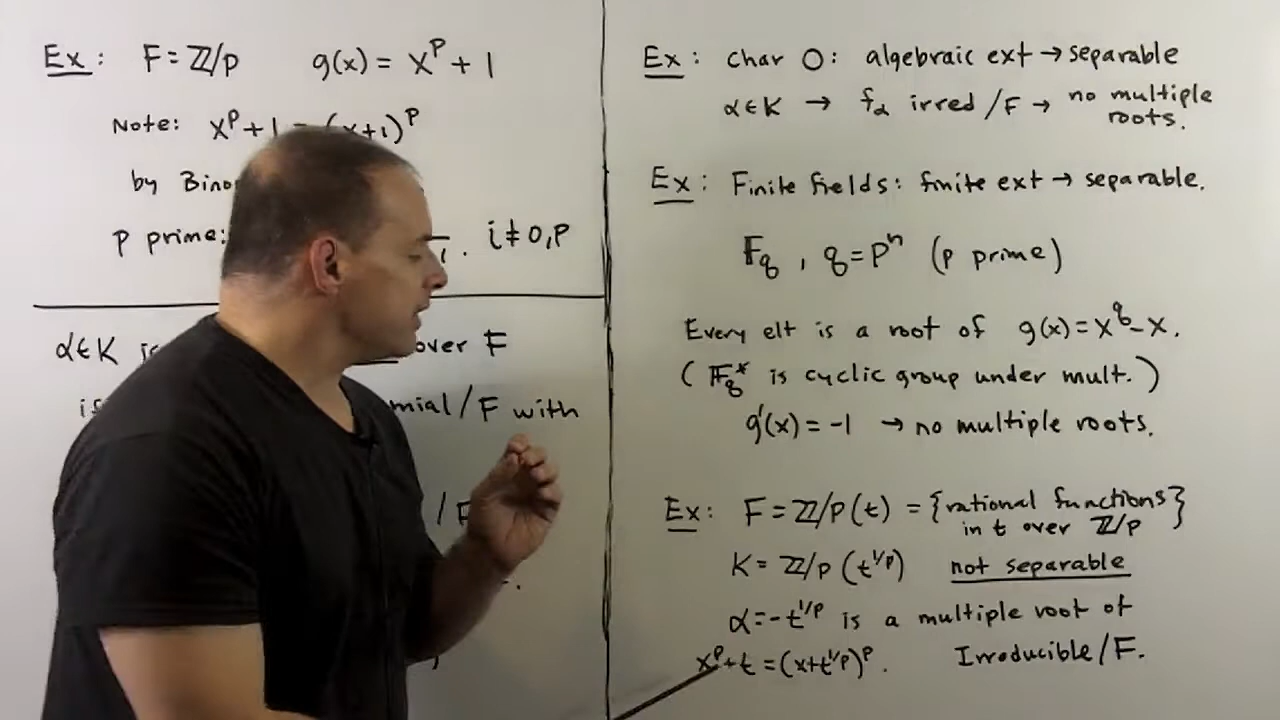 Ex: F = ℤ/p g(x) = x^p + 1
Note: x^p + 1 = (x+1)^p
by
p prime: i ≠ 0, p
α ∈ K is over F
/F with
/F
Ex: Char 0: algebraic ext → separable
α ∈ K → f_α irred /F → no multiple roots.
Ex: Finite fields: finite ext → separable.
𝔽_q, q = p^n (p prime)
Every elt is a root of g(x) = x^q - x.
(𝔽_q^* is cyclic group under mult.)
g'(x) = -1 → no multiple roots.
Ex: F = ℤ/p(t) = {rational functions in t over ℤ/p}
K = ℤ/p (t^{1/p}) not separable
α = -t^{1/p} is a multiple root of
x^p + t = (x + t^{1/p})^p. Irreducible/F.